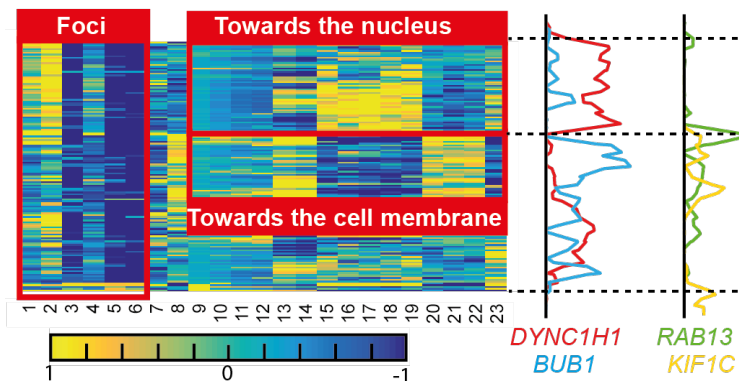 Foci
Towards the nucleus
Towards the cell membrane
1 2 3 4 5 6 7 8 9 10 11 12 13 14 15 16 17 18 19 20 21 22 23
DYNC1H1 RAB13
BUB1 KIF1C
1 0 -1